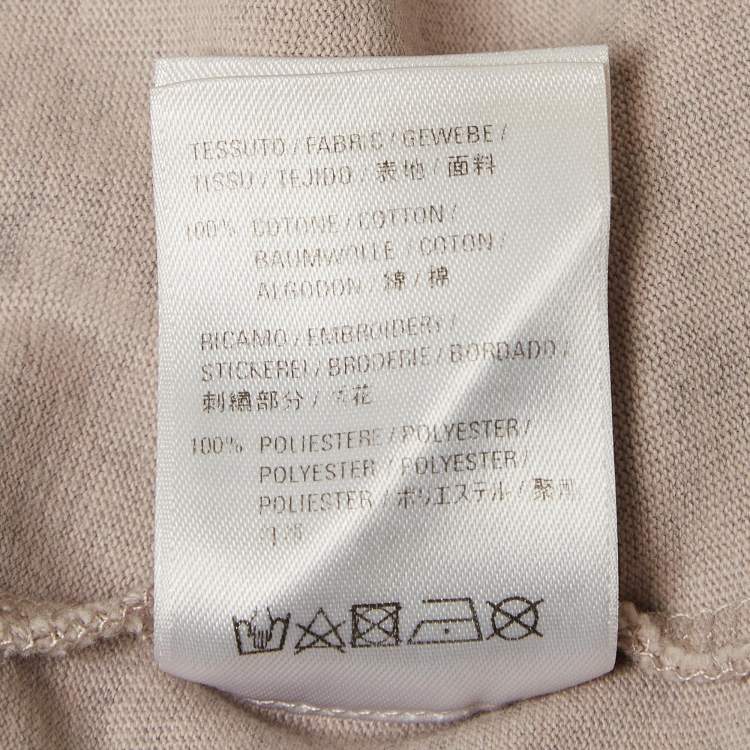 TESSUTO / FABRIC / GEWEBE /
TISSU / TEJIDO / 表地 / 面料
100% COTONE / COTTON /
BAUMWOLLE / COTON /
ALGODON / 綿 / 棉
RICAMO / EMBROIDERY /
STICKEREI / BRODERIE / BORDADO /
刺繍部分 / 花
100% POLIESTERE / POLYESTER /
POLYESTER / POLYESTER /
POLIESTER / ポリエステル / 聚